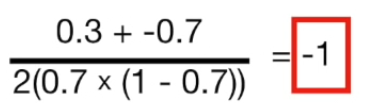 0.3 + -0.7
2(0.7 × (1 - 0.7))
= -1